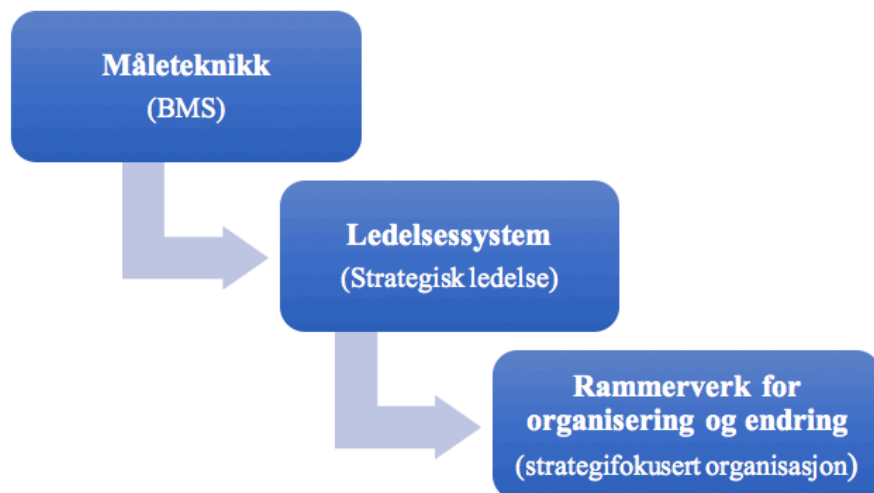 Måleteknikk
(BMS)
Ledelsessystem
(Strategisk ledelse)
Rammerverk for
organisering og endring
(strategifokusert organisasjon)